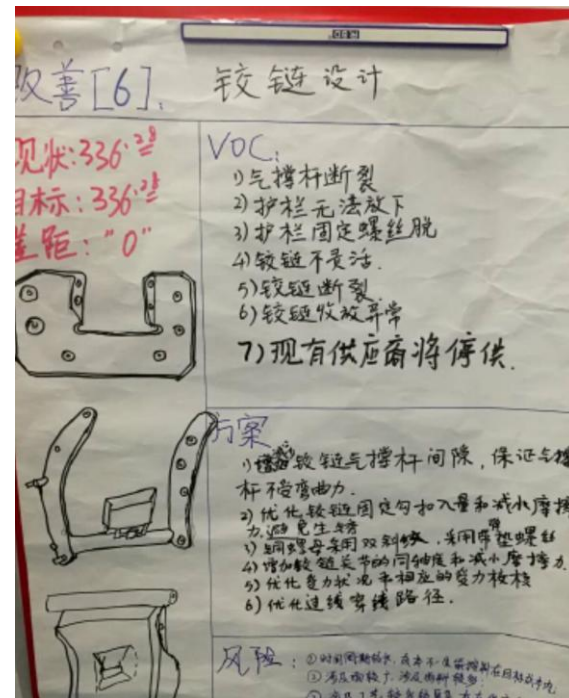 改善[6]. 铰链设计
现状:336.28
目标:336.28
差距:"0"
VOC:
1)气撑杆断裂
2)护栏无法放下
3)护栏固定螺丝脱
4)铰链不灵活.
5)铰链断裂.
6)铰链收放异常
7)现有供应商将停供.
方案
1) 铰链气撑杆间隙,保证气撑
杆不受弯曲力.
2)优化铰链固定勾扣入量和减小摩擦
力.避免生锈
3)铜螺母采用双斜纹,采用带垫螺丝
4)增加铰链关节的同轴度和减小摩擦力.
5)优化受力状况和相应的受力校核
6)优化过线穿线路径.
风险: